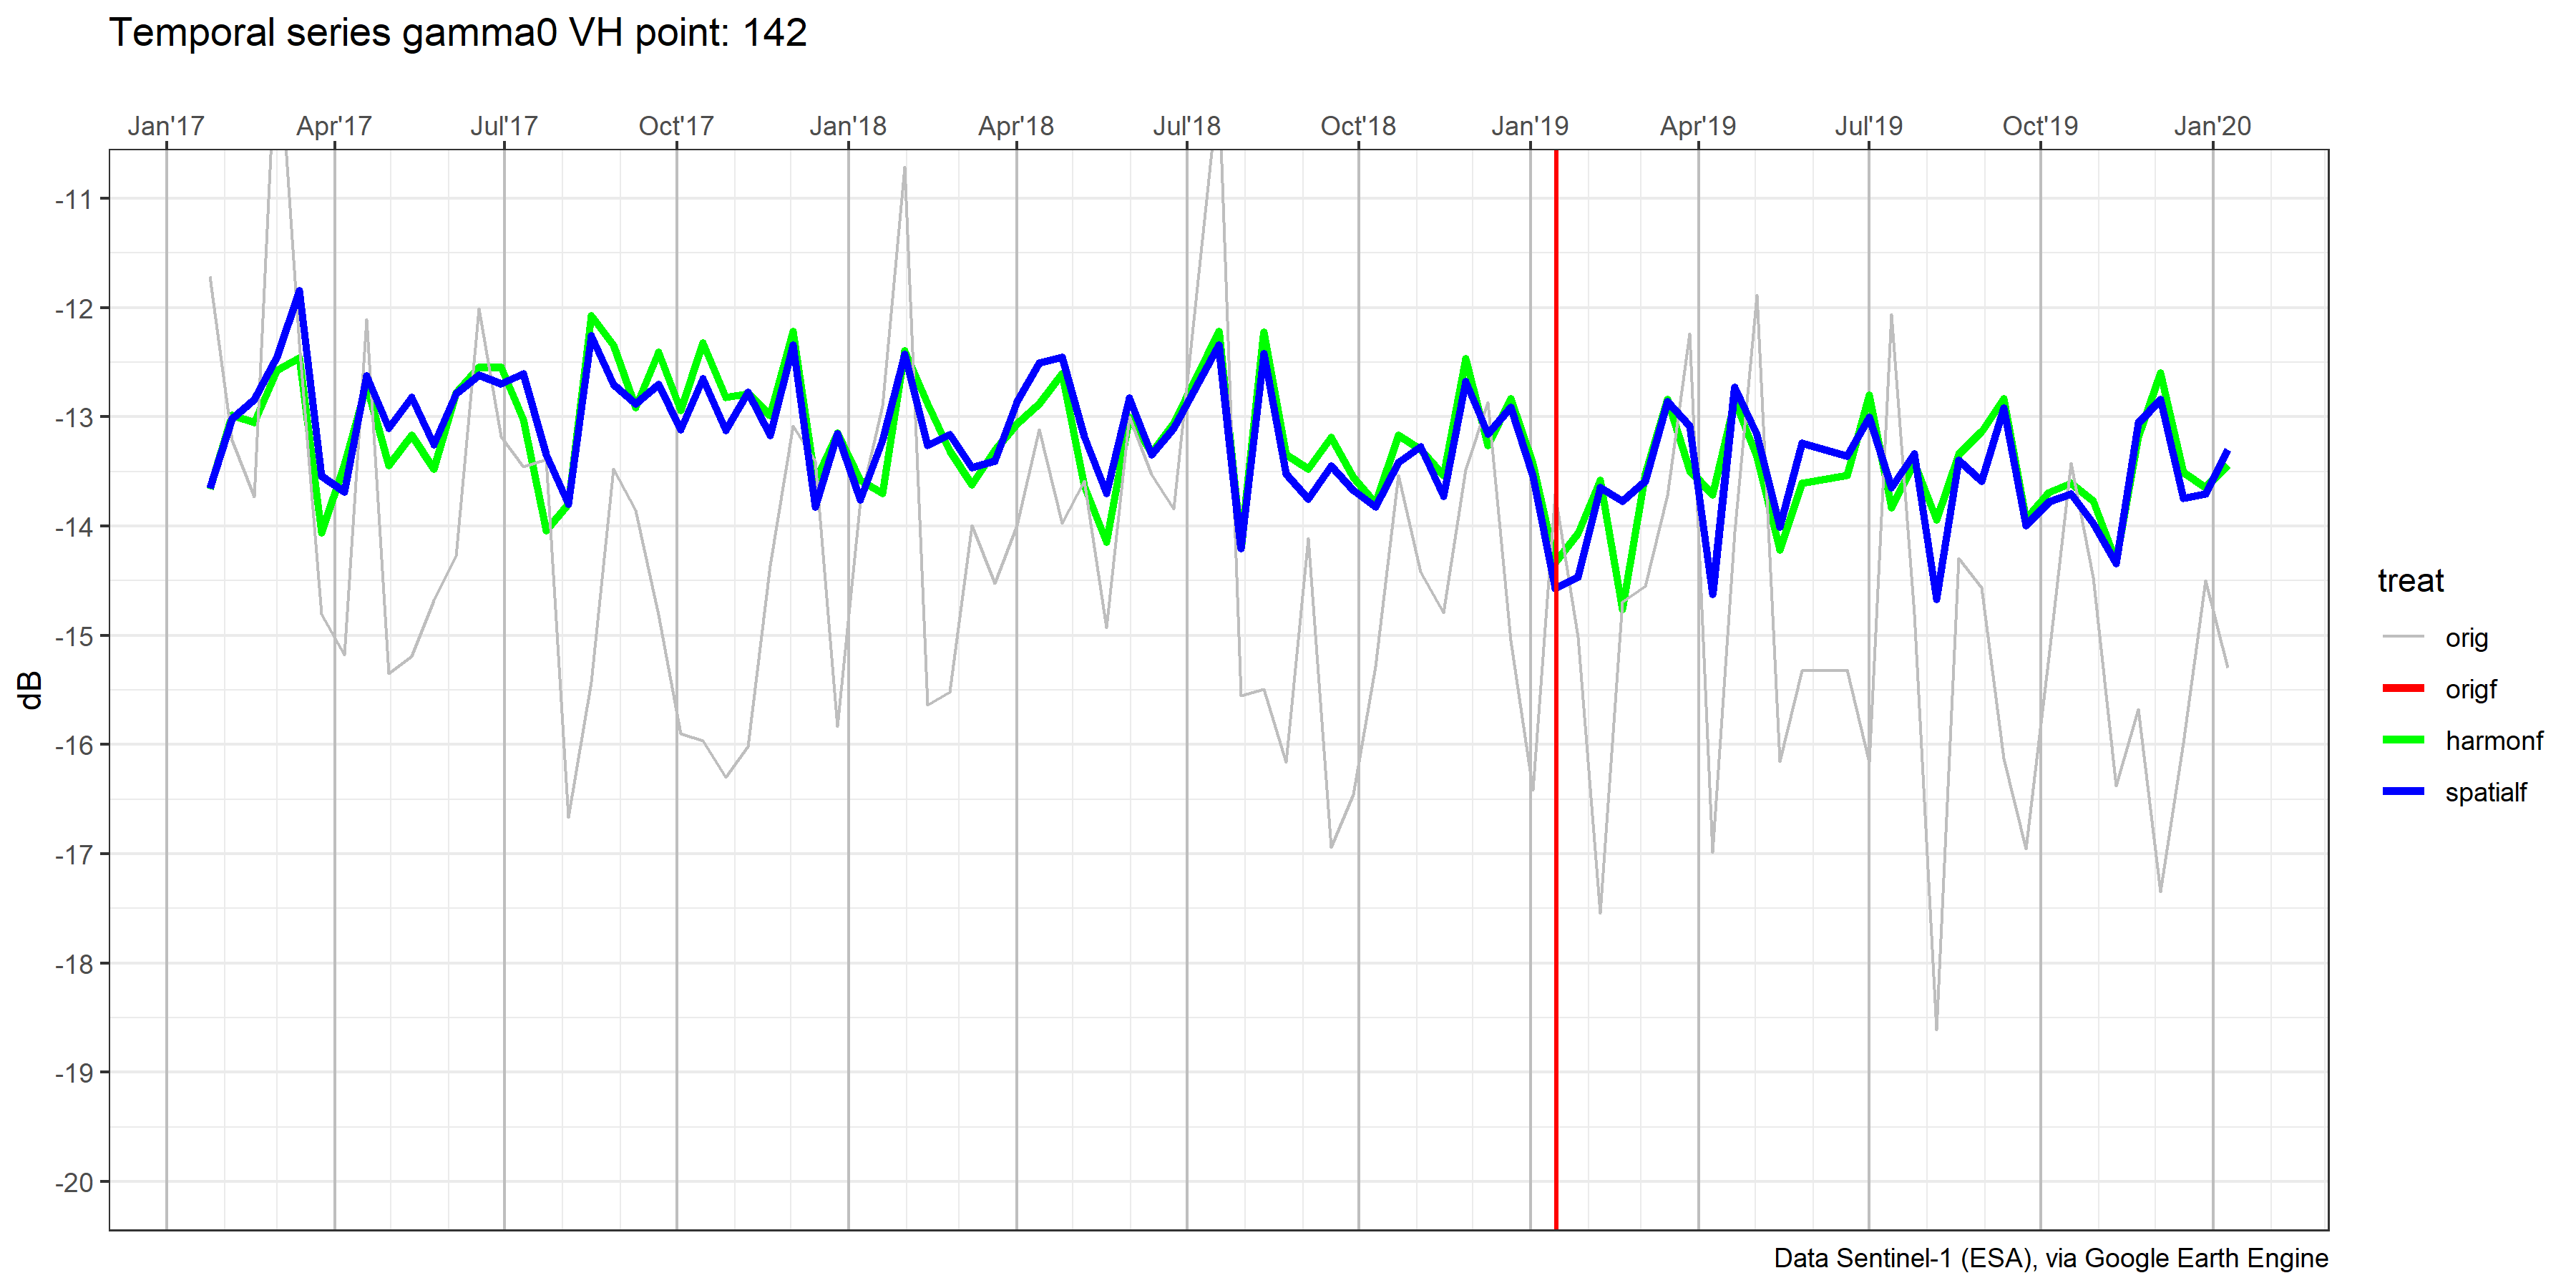 Temporal series gamma0 VH point: 142
Jan'17 Apr'17 Jul'17 Oct'17 Jan'18 Apr'18 Jul'18 Oct'18 Jan'19 Apr'19 Jul'19 Oct'19 Jan'20
-11
-12
-13
-14
-15
-16
-17
-18
-19
-20
dB
treat
orig
origf
harmonf
spatialf
Data Sentinel-1 (ESA), via Google Earth Engine